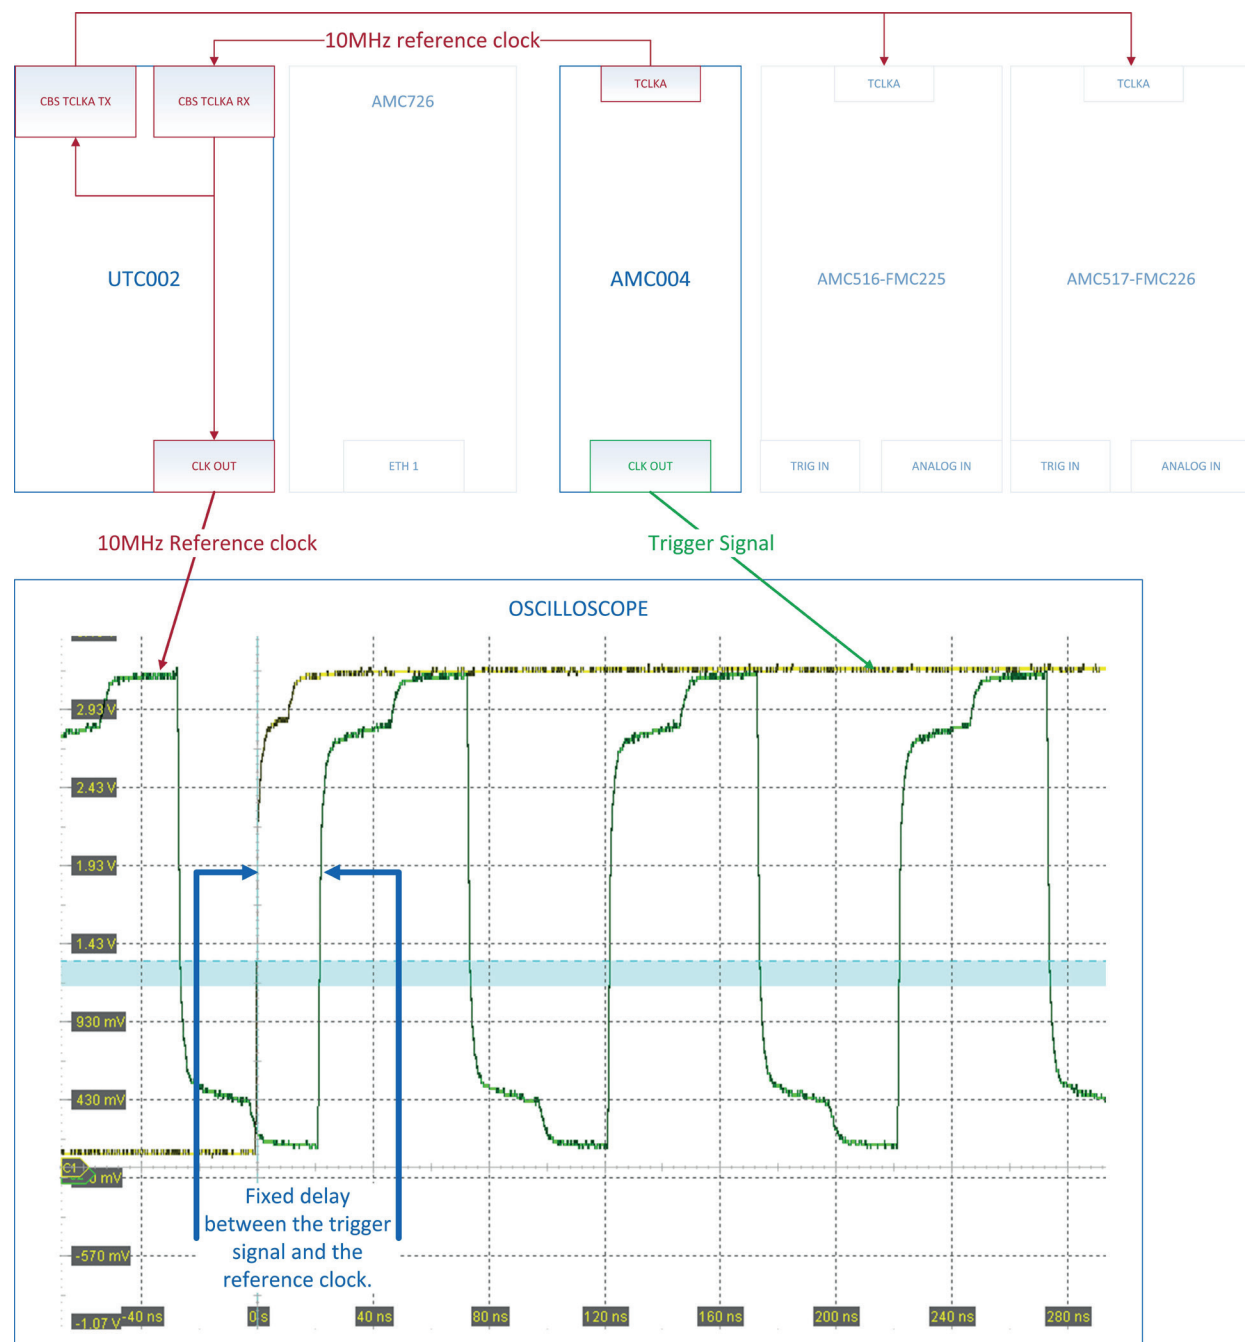 10MHz reference clock
CBS TCLKA TX
CBS TCLKA RX
AMC726
TCLKA
TCLKA
TCLKA
UTC002
AMC004
AMC516-FMC225
AMC517-FMC226
CLK OUT
ETH 1
CLK OUT
TRIG IN
ANALOG IN
TRIG IN
ANALOG IN
10MHz Reference clock
Trigger Signal
OSCILLOSCOPE
2.93 V
2.43 V
1.93 V
1.43 V
930 mV
430 mV
C1
0 mV
Fixed delay
between the trigger
signal and the
reference clock.
-570 mV
-1.07 V
-40 ns
0 s
40 ns
80 ns
120 ns
160 ns
200 ns
240 ns
280 ns